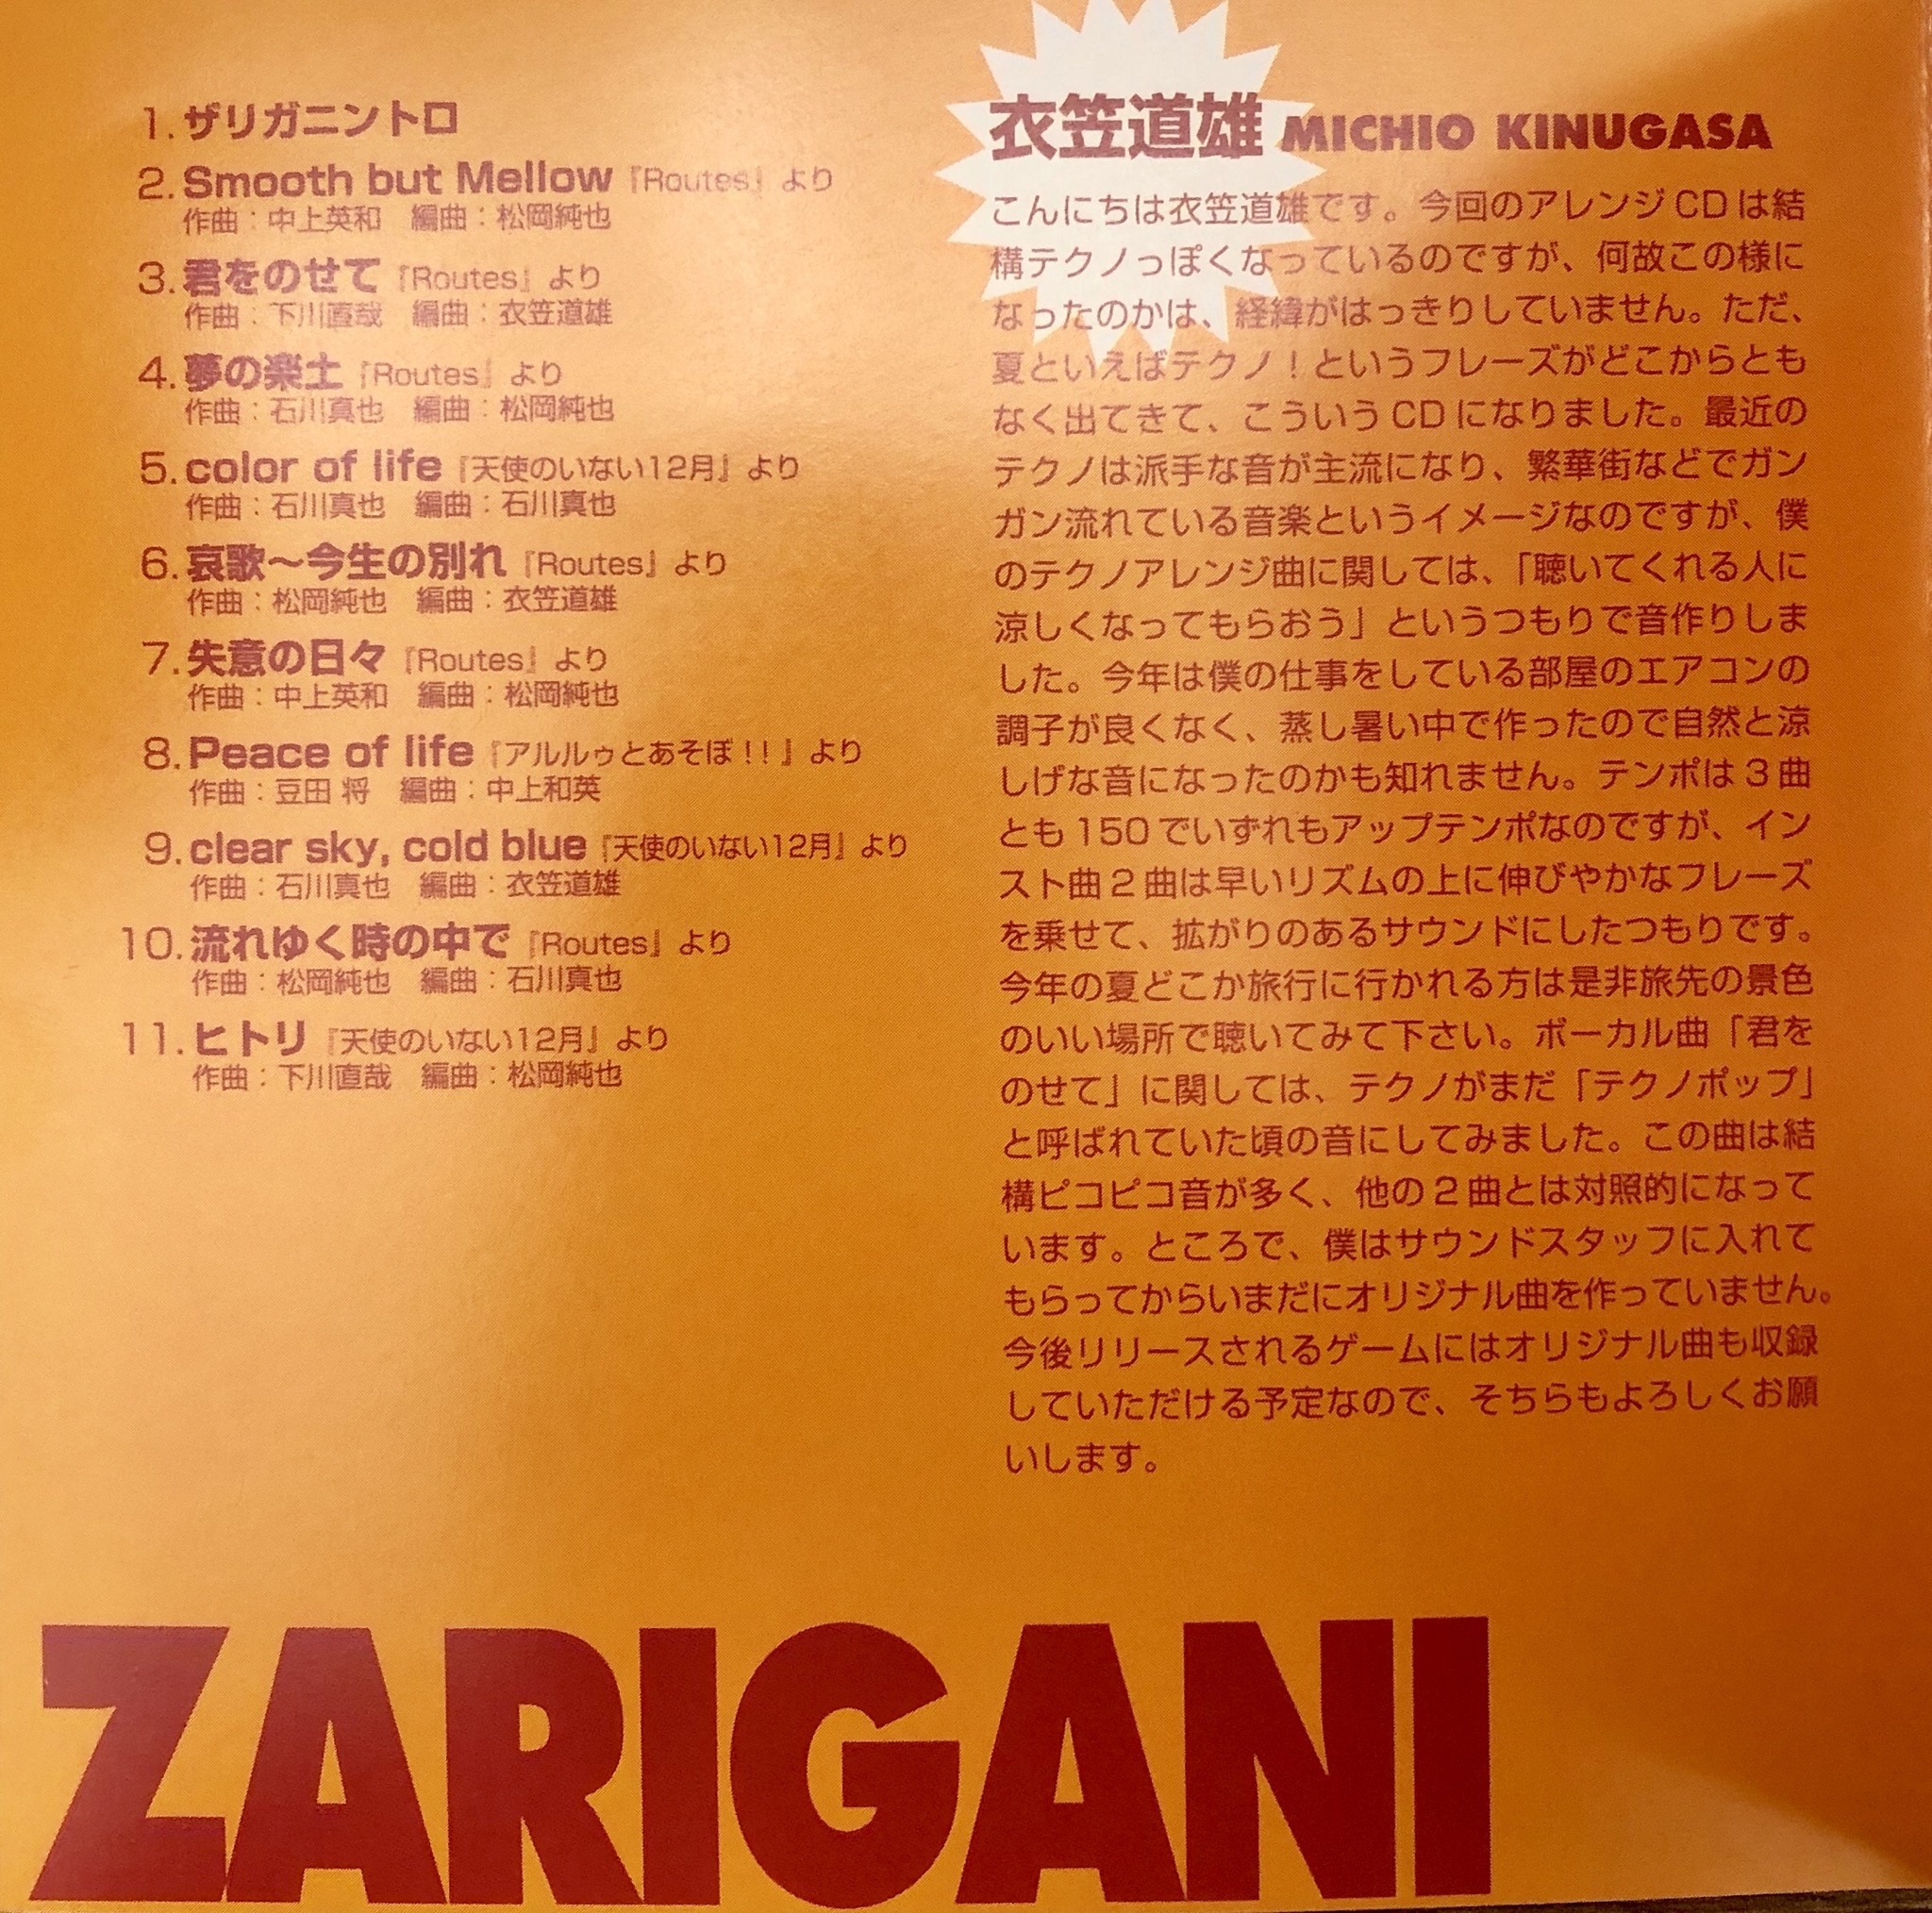 1. ザリガニントロ
2. Smooth but Mellow『Routes』より
作曲：中上英和　編曲：松岡純也
3. 君をのせて『Routes』より
作曲：下川直哉　編曲：衣笠道雄
4. 夢の楽土『Routes』より
作曲：石川真也　編曲：松岡純也
5. color of life『天使のいない12月』より
作曲：石川真也　編曲：石川真也
6. 哀歌～今生の別れ『Routes』より
作曲：松岡純也　編曲：衣笠道雄
7. 失意の日々『Routes』より
作曲：中上英和　編曲：松岡純也
8. Peace of life『アルルゥとあそぼ!!』より
作曲：豆田 将　編曲：中上和英
9. clear sky, cold blue『天使のいない12月』より
作曲：石川真也　編曲：衣笠道雄
10. 流れゆく時の中で『Routes』より
作曲：松岡純也　編曲：石川真也
11. ヒトリ『天使のいない12月』より
作曲：下川直哉　編曲：松岡純也
衣笠道雄 MICHIO KINUGASA
こんにちは衣笠道雄です。今回のアレンジCDは結
構テクノっぽくなっているのですが、何故この様に
なったのかは、経緯がはっきりしていません。ただ、
夏といえばテクノ！というフレーズがどこからとも
なく出てきて、こういうCDになりました。最近の
テクノは派手な音が主流になり、繁華街などでガン
ガン流れている音楽というイメージなのですが、僕
のテクノアレンジ曲に関しては、「聴いてくれる人に
涼しくなってもらおう」というつもりで音作りしま
した。今年は僕の仕事をしている部屋のエアコンの
調子が良くなく、蒸し暑い中で作ったので自然と涼
しげな音になったのかも知れません。テンポは3曲
とも150でいずれもアップテンポなのですが、イン
スト曲2曲は早いリズムの上に伸びやかなフレーズ
を乗せて、拡がりのあるサウンドにしたつもりです。
今年の夏どこか旅行に行かれる方は是非旅先の景色
のいい場所で聴いてみて下さい。ボーカル曲「君を
のせて」に関しては、テクノがまだ「テクノポップ」
と呼ばれていた頃の音にしてみました。この曲は結
構ピコピコ音が多く、他の2曲とは対照的になって
います。ところで、僕はサウンドスタッフに入れて
もらってからいまだにオリジナル曲を作っていません。
今後リリースされるゲームにはオリジナル曲も収録
していただける予定なので、そちらもよろしくお願
いします。
ZARIGANI